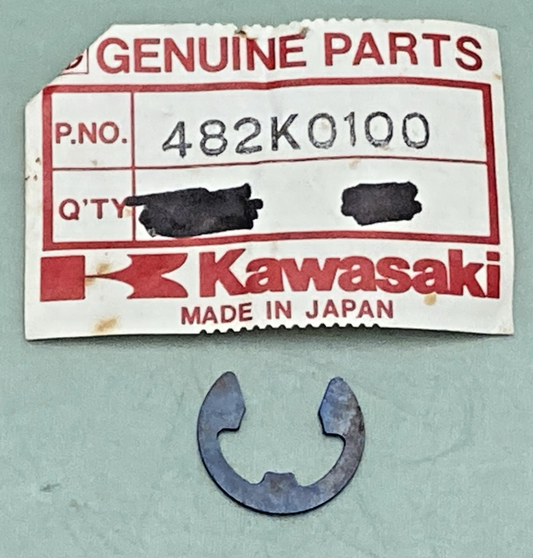 GENUINE PARTS
P.NO. 482K0100
Q'TY
Kawasaki
MADE IN JAPAN